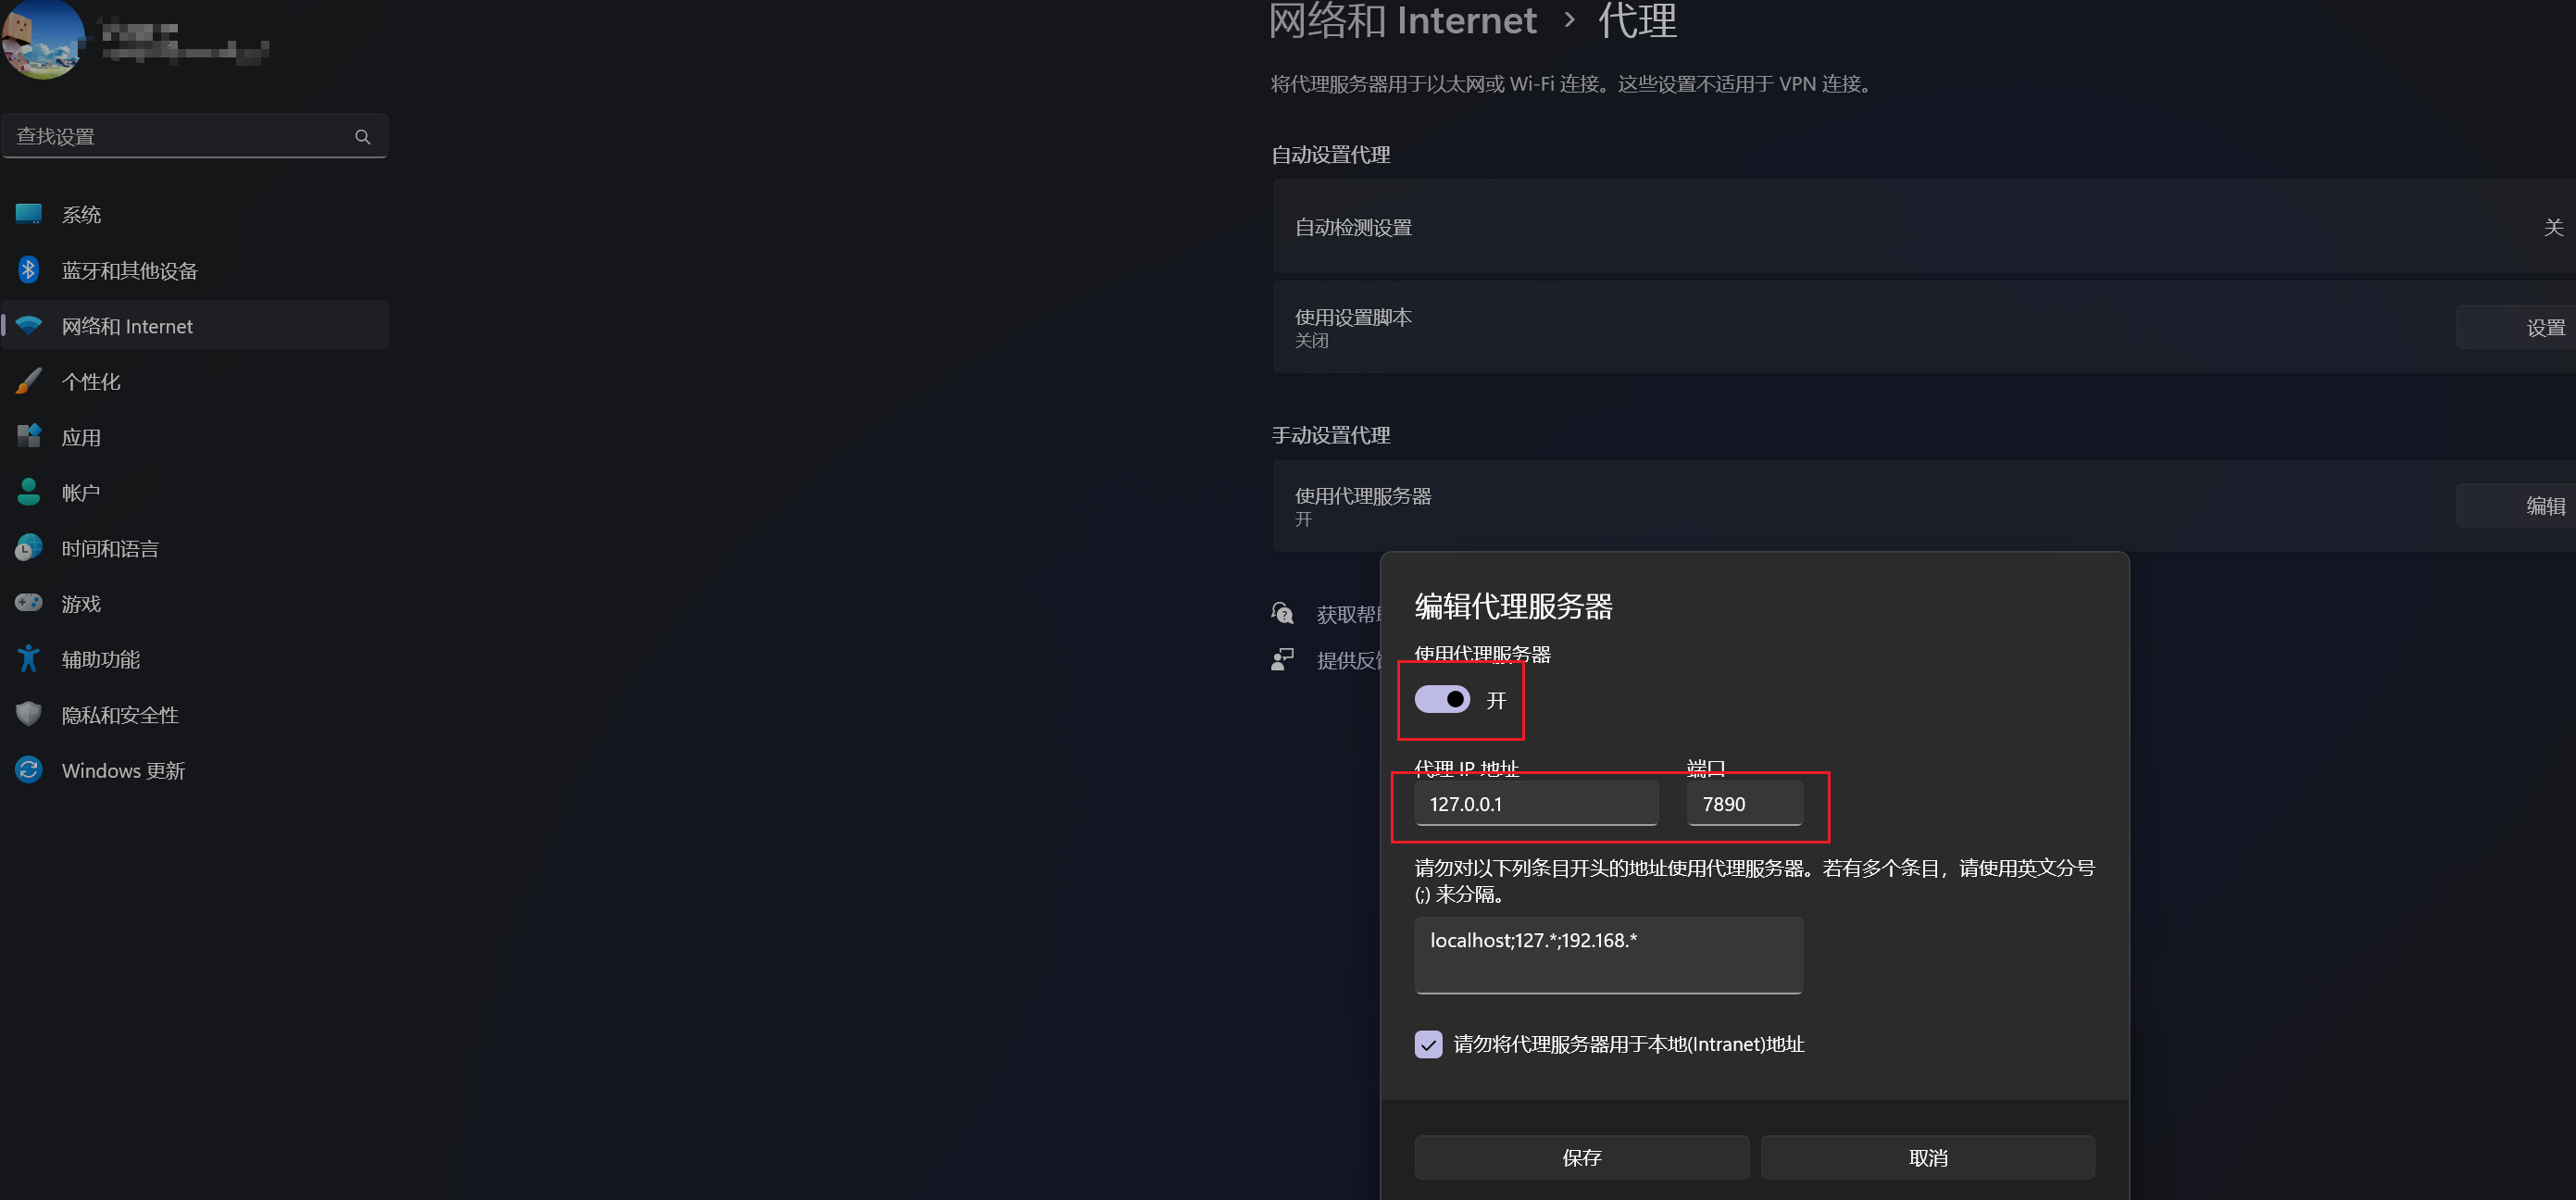 网络和 Internet › 代理
将代理服务器用于以太网或 Wi-Fi 连接。这些设置不适用于 VPN 连接。
查找设置
系统
蓝牙和其他设备
网络和 Internet
个性化
应用
帐户
时间和语言
游戏
辅助功能
隐私和安全性
Windows 更新
自动设置代理
自动检测设置
关
使用设置脚本
关闭
设置
手动设置代理
使用代理服务器
开
编辑
获取帮
提供反
编辑代理服务器
使用代理服务器
开
代理 IP 地址 端口
127.0.0.1 7890
请勿对以下列条目开头的地址使用代理服务器。若有多个条目，请使用英文分号
(;) 来分隔。
localhost;127.*;192.168.*
请勿将代理服务器用于本地(Intranet)地址
保存 取消